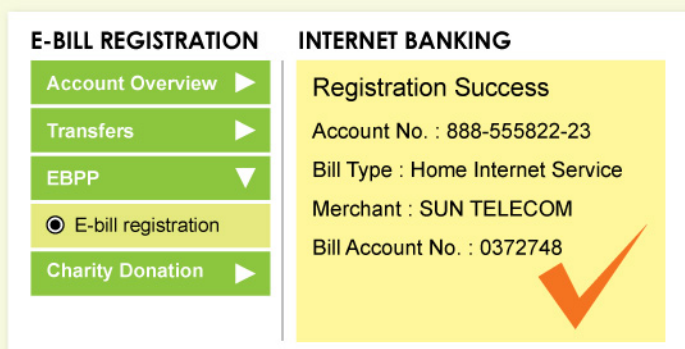 E-BILL REGISTRATION
Account Overview
Transfers
EBPP
E-bill registration
Charity Donation
INTERNET BANKING
Registration Success
Account No. : 888-555822-23
Bill Type : Home Internet Service
Merchant : SUN TELECOM
Bill Account No. : 0372748